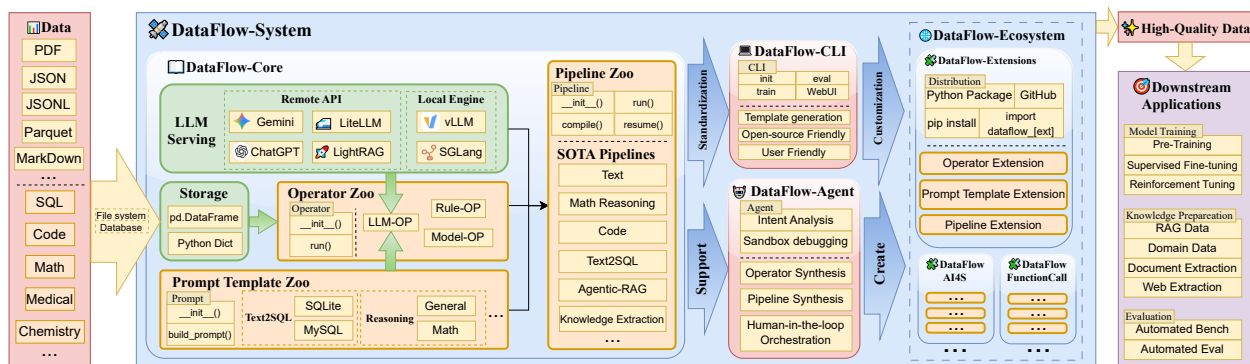 Data
PDF
JSON
JSONL
Parquet
MarkDown
...
SQL
Code
Math
Medical
Chemistry
...
File system
Database
DataFlow-System
DataFlow-Core
LLM
Serving
Remote API
Gemini
LiteLLM
ChatGPT
LightRAG
Local Engine
vLLM
SGLang
Storage
pd.DataFrame
Python Dict
Operator Zoo
Operator
__init__()
run()
LLM-OP
Rule-OP
Model-OP
Prompt Template Zoo
Prompt
__init__()
build_prompt()
Text2SQL
SQLite
MySQL
Reasoning
General
Math
...
Pipeline Zoo
Pipeline
__init__()
run()
compile()
resume()
SOTA Pipelines
Text
Math Reasoning
Code
Text2SQL
Agentic-RAG
Knowledge Extraction
...
Standardization
Support
DataFlow-CLI
CLI
init
eval
train
WebUI
Template generation
Open-source Friendly
User Friendly
DataFlow-Agent
Agent
Intent Analysis
Sandbox debugging
Operator Synthesis
Pipeline Synthesis
Human-in-the-loop
Orchestration
Customization
Create
DataFlow-Ecosystem
DataFlow-Extensions
Distribution
Python Package
GitHub
pip install
import
dataflow_[ext]
Operator Extension
Prompt Template Extension
Pipeline Extension
DataFlow
AI4S
...
...
...
DataFlow
FunctionCall
...
...
...
High-Quality Data
Downstream
Applications
Model Training
Pre-Training
Supervised Fine-tuning
Reinforcement Tuning
Knowledge Prepareation
RAG Data
Domain Data
Document Extraction
Web Extraction
Evaluation
Automated Bench
Automated Eval